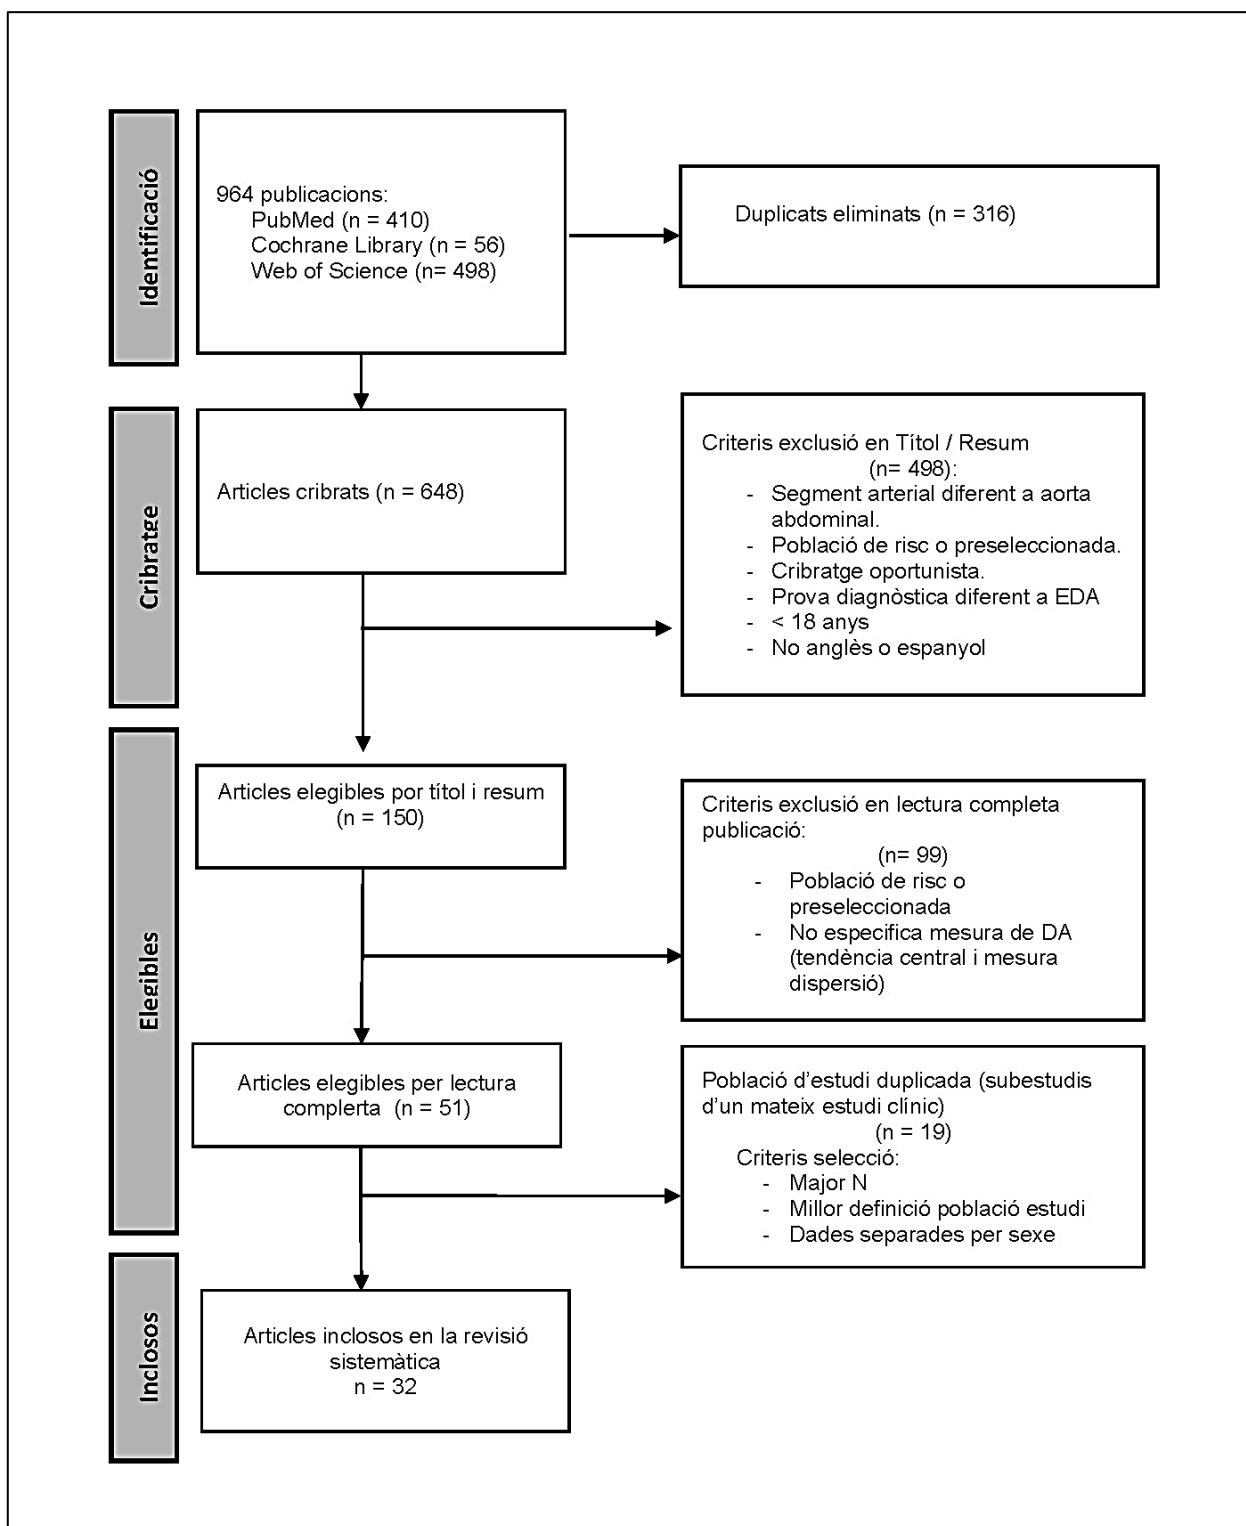 Identificació
964 publicacions:
PubMed (n = 410)
Cochrane Library (n = 56)
Web of Science (n= 498)
Duplicats eliminats (n = 316)
Cribratge
Articles cribrats (n = 648)
Criteris exclusió en Títol / Resum
(n= 498):
- Segment arterial diferent a aorta
abdominal.
- Població de risc o preseleccionada.
- Cribratge oportunista.
- Prova diagnòstica diferent a EDA
- < 18 anys
- No anglès o espanyol
Elegibles
Articles elegibles por títol i resum
(n = 150)
Criteris exclusió en lectura completa
publicació:
(n= 99)
- Població de risc o
preseleccionada
- No especifica mesura de DA
(tendència central i mesura
dispersió)
Articles elegibles per lectura
complerta (n = 51)
Població d'estudi duplicada (subestudis
d'un mateix estudi clínic)
(n = 19)
Criteris selecció:
- Major N
- Millor definició població estudi
- Dades separades per sexe
Inclosos
Articles inclosos en la revisió
sistemàtica
n = 32